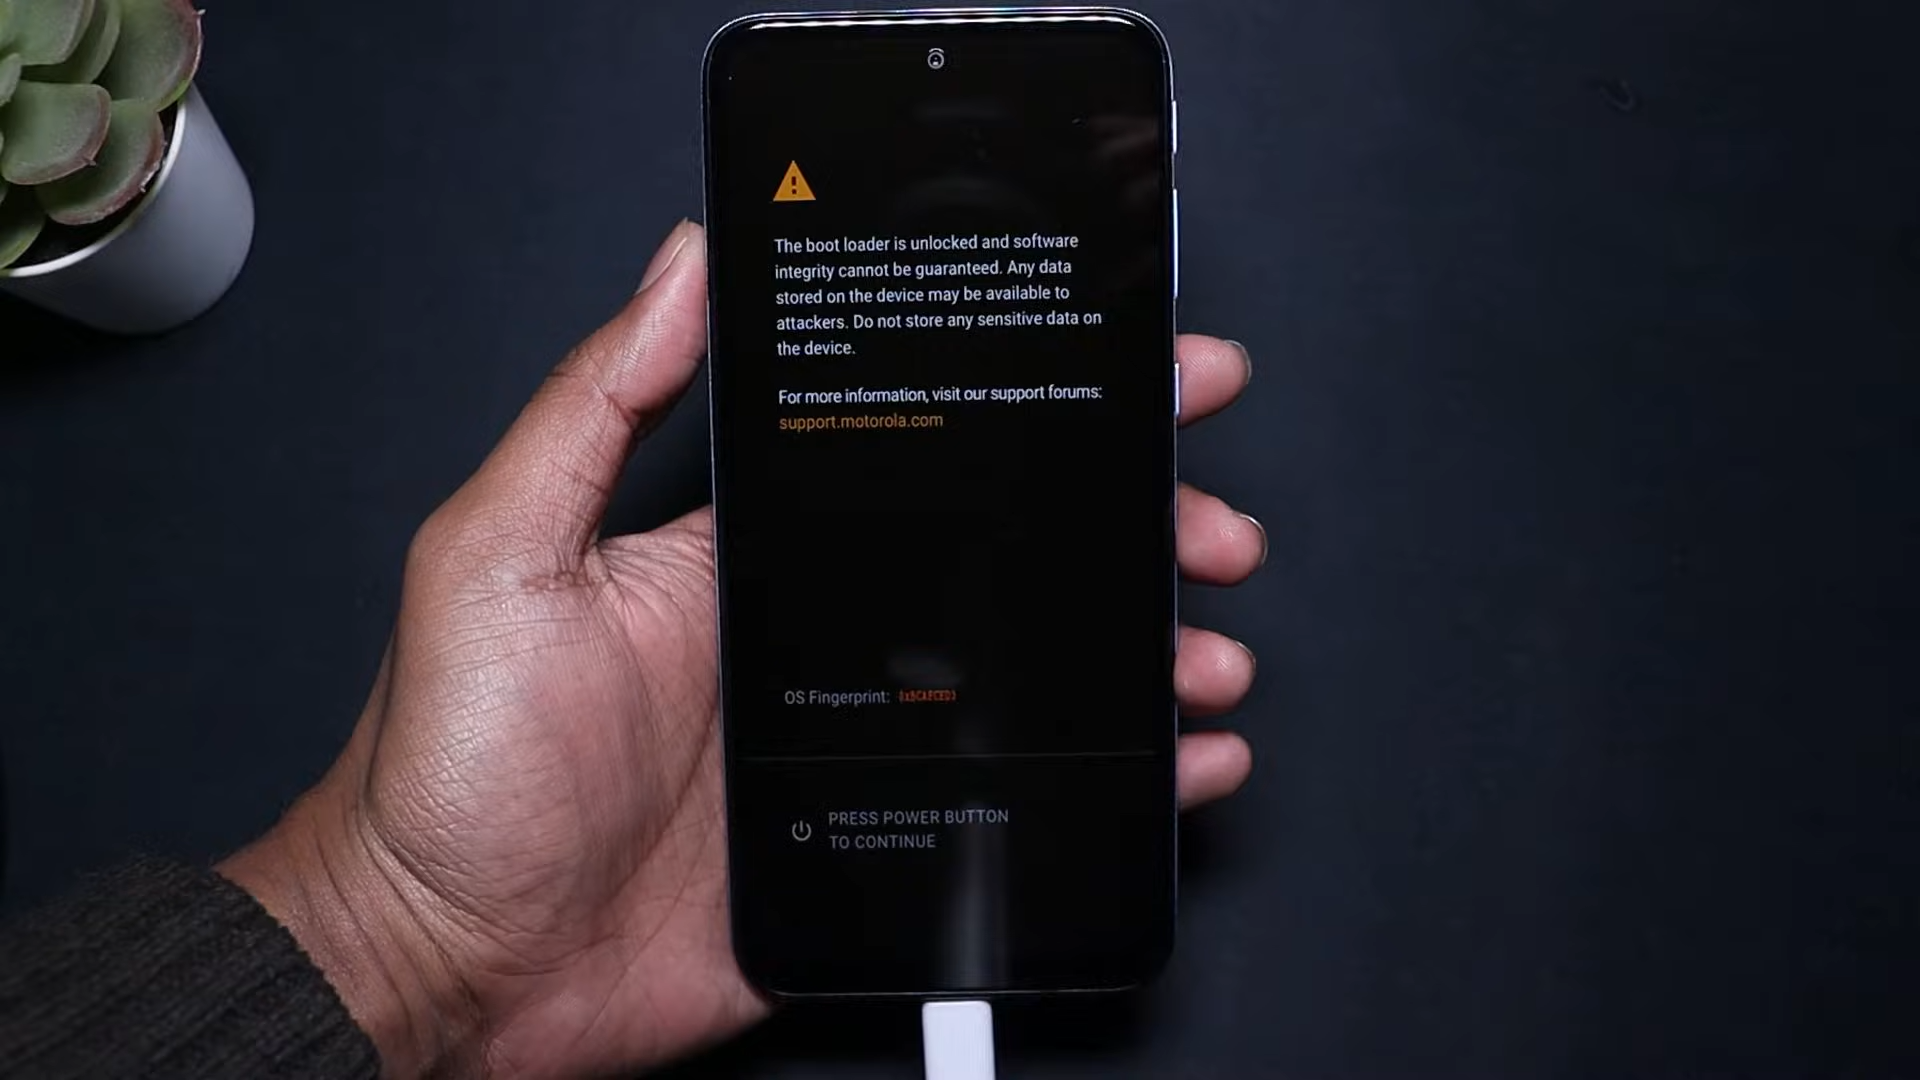 The boot loader is unlocked and software
integrity cannot be guaranteed. Any data
stored on the device may be available to
attackers. Do not store any sensitive data on
the device.
For more information, visit our support forums:
support.motorola.com
OS Fingerprint:
PRESS POWER BUTTON
TO CONTINUE